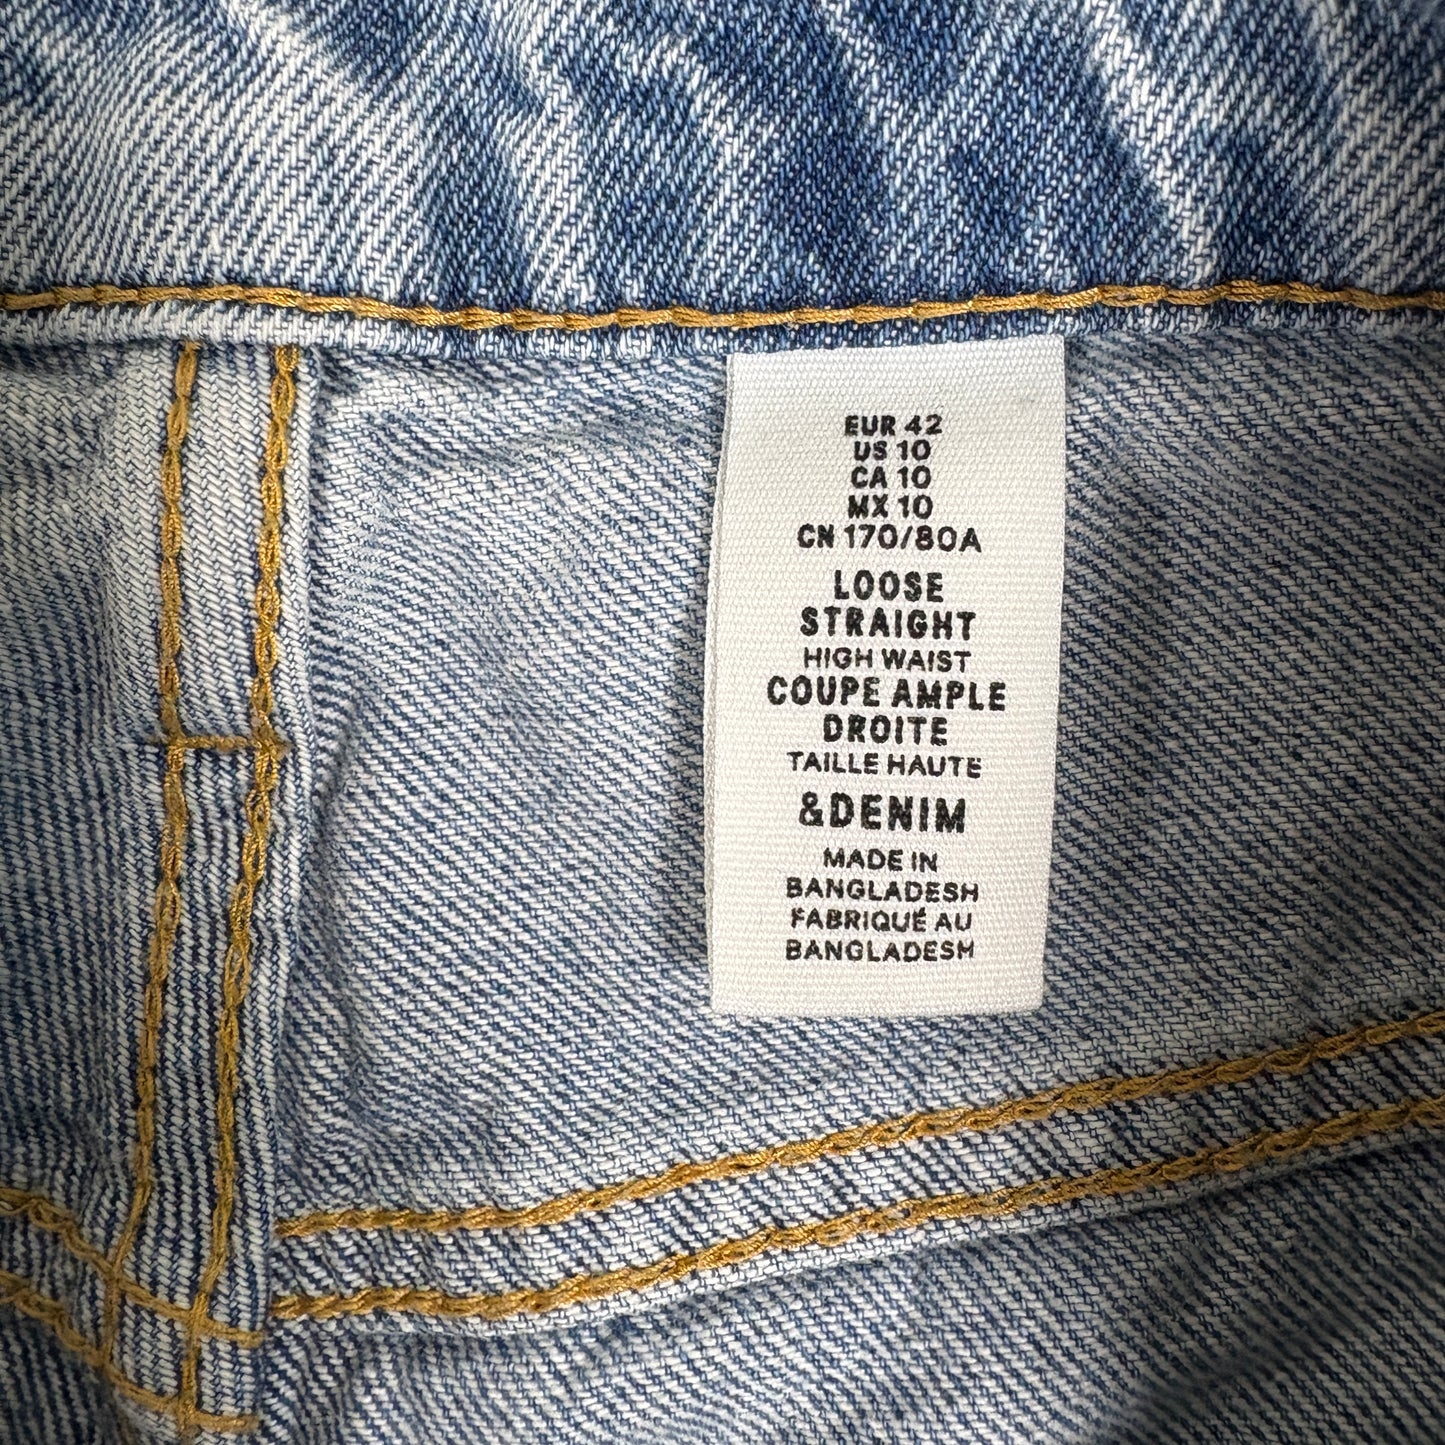 EUR 42
US 10
CA 10
MX 10
CN 170/80A
LOOSE
STRAIGHT
HIGH WAIST
COUPE AMPLE
DROITE
TAILLE HAUTE
&DENIM
MADE IN
BANGLADESH
FABRIQUÉ AU
BANGLADESH